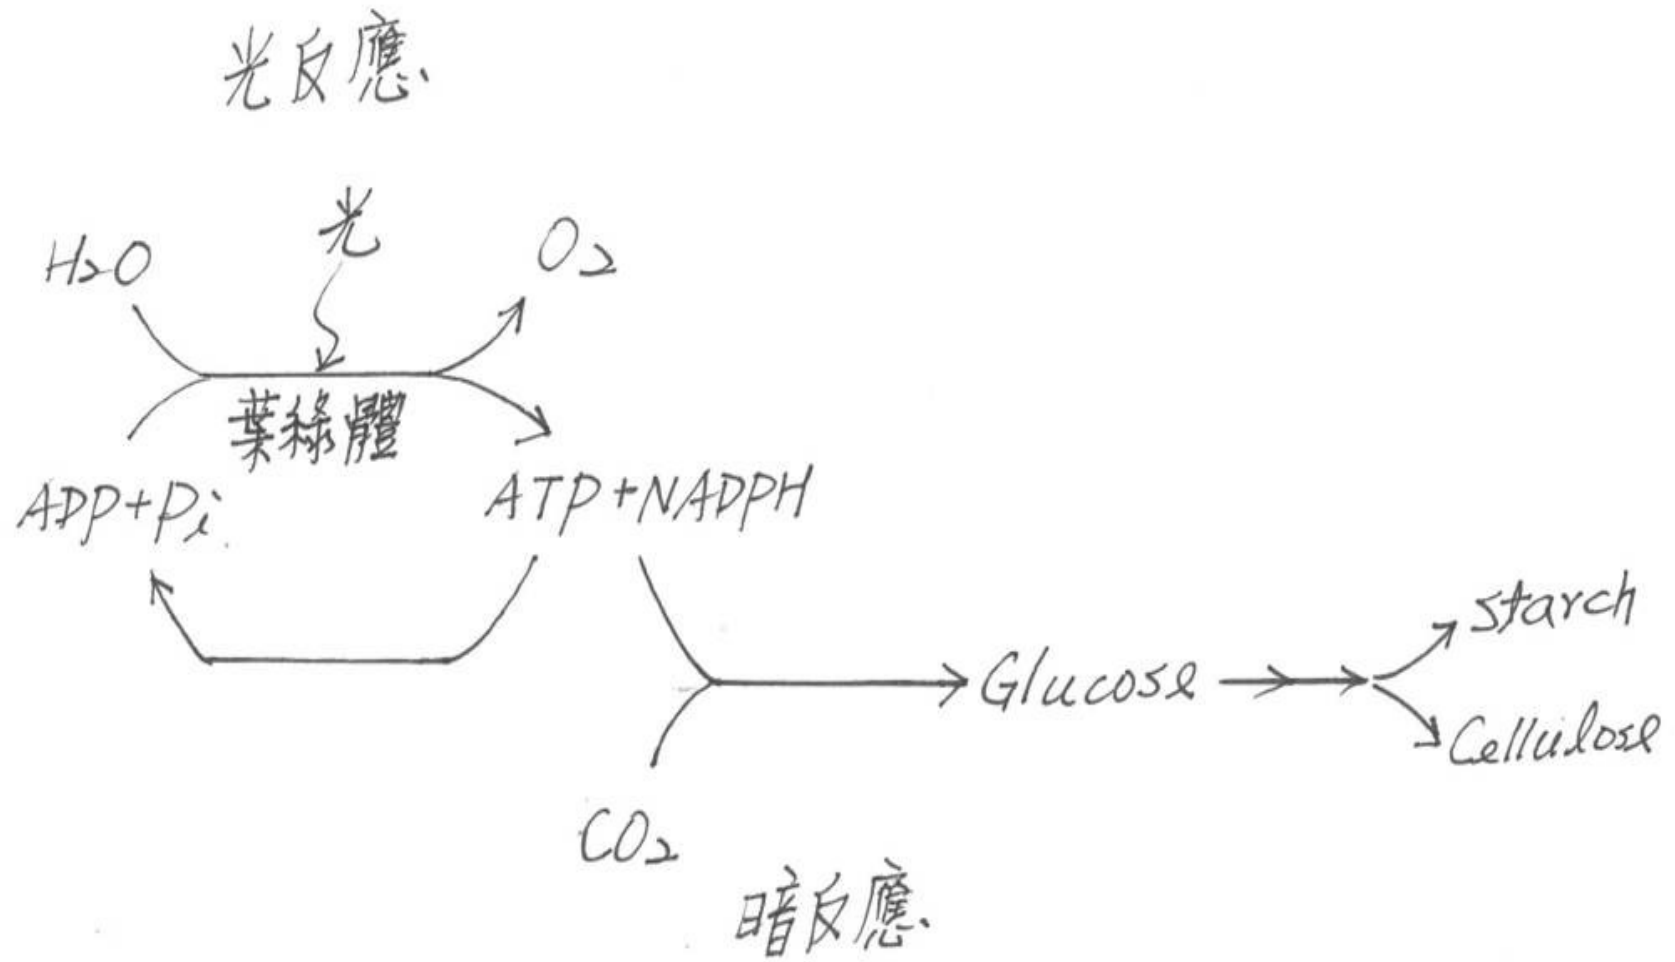 光反應
光
H2O
O2
葉綠體
ADP+Pi
ATP+NADPH
starch
Glucose
Cellulose
CO2
暗反應